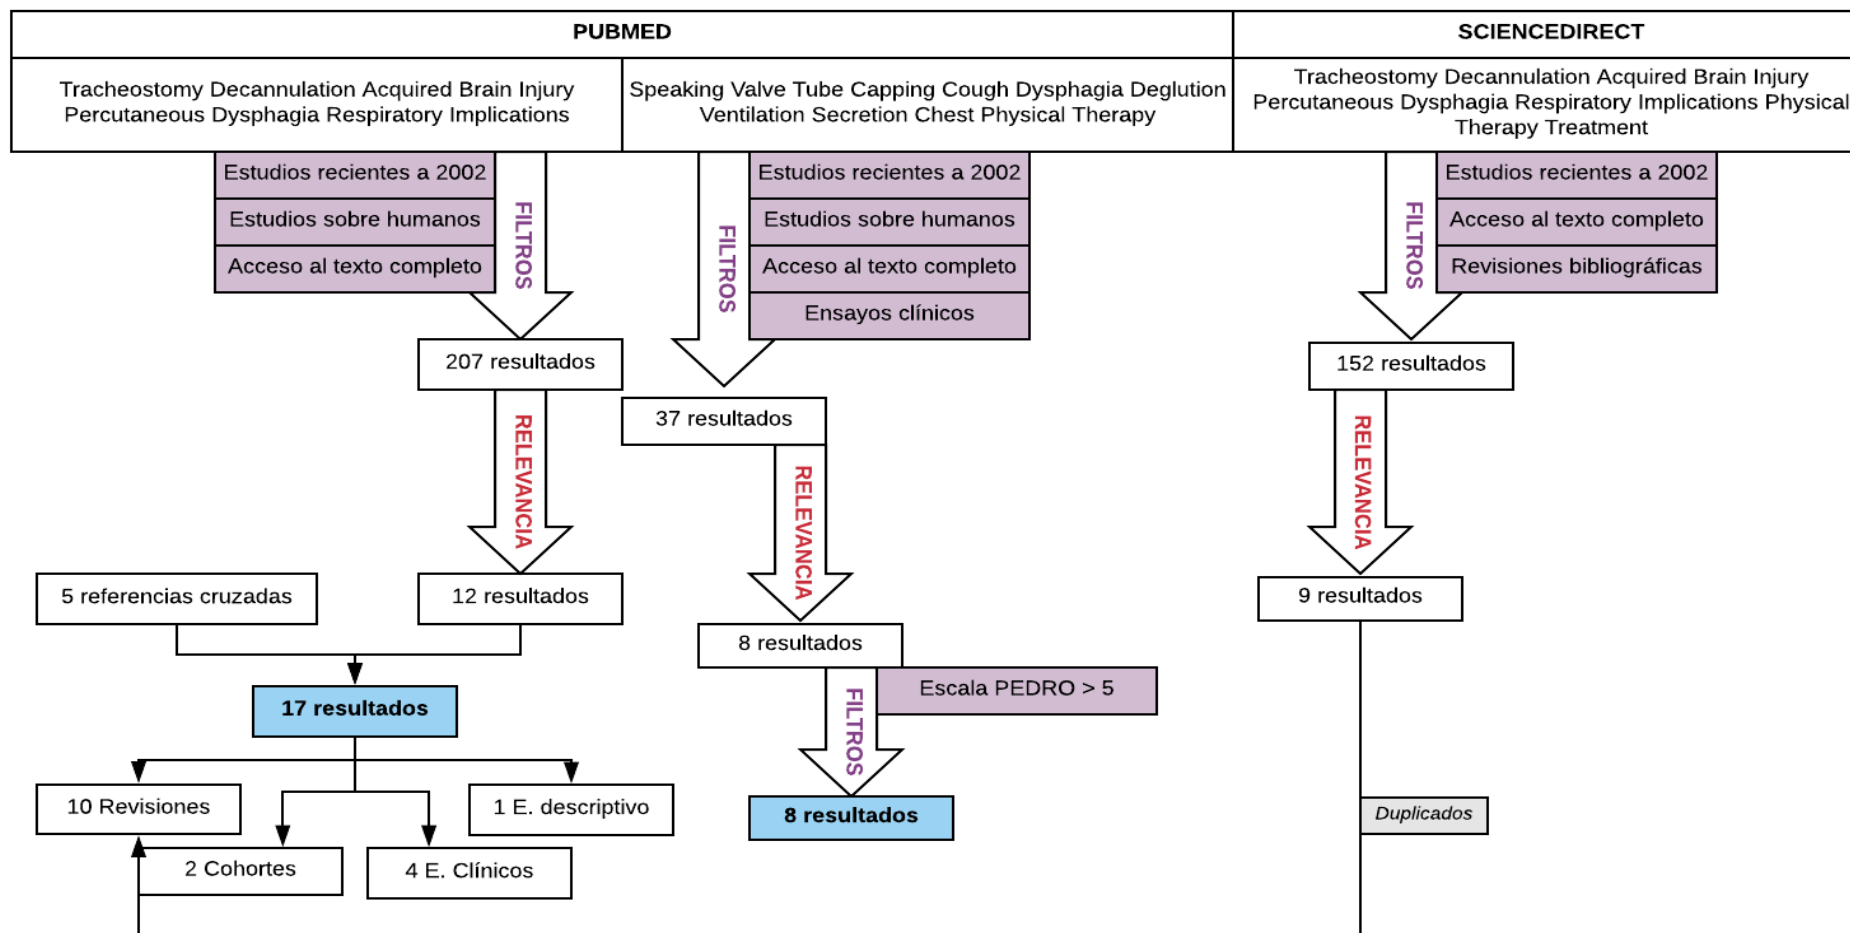 PUBMED
SCIENCEDIRECT
Tracheostomy Decannulation Acquired Brain Injury
Percutaneous Dysphagia Respiratory Implications
Speaking Valve Tube Capping Cough Dysphagia Deglution
Ventilation Secretion Chest Physical Therapy
Tracheostomy Decannulation Acquired Brain Injury
Percutaneous Dysphagia Respiratory Implications Physical
Therapy Treatment
Estudios recientes a 2002
Estudios sobre humanos
Acceso al texto completo
FILTROS
207 resultados
RELEVANCIA
5 referencias cruzadas
12 resultados
17 resultados
10 Revisiones
1 E. descriptivo
2 Cohortes
4 E. Clínicos
FILTROS
Estudios recientes a 2002
Estudios sobre humanos
Acceso al texto completo
Ensayos clínicos
37 resultados
RELEVANCIA
8 resultados
FILTROS
Escala PEDRO > 5
8 resultados
FILTROS
Estudios recientes a 2002
Acceso al texto completo
Revisiones bibliográficas
152 resultados
RELEVANCIA
9 resultados
Duplicados